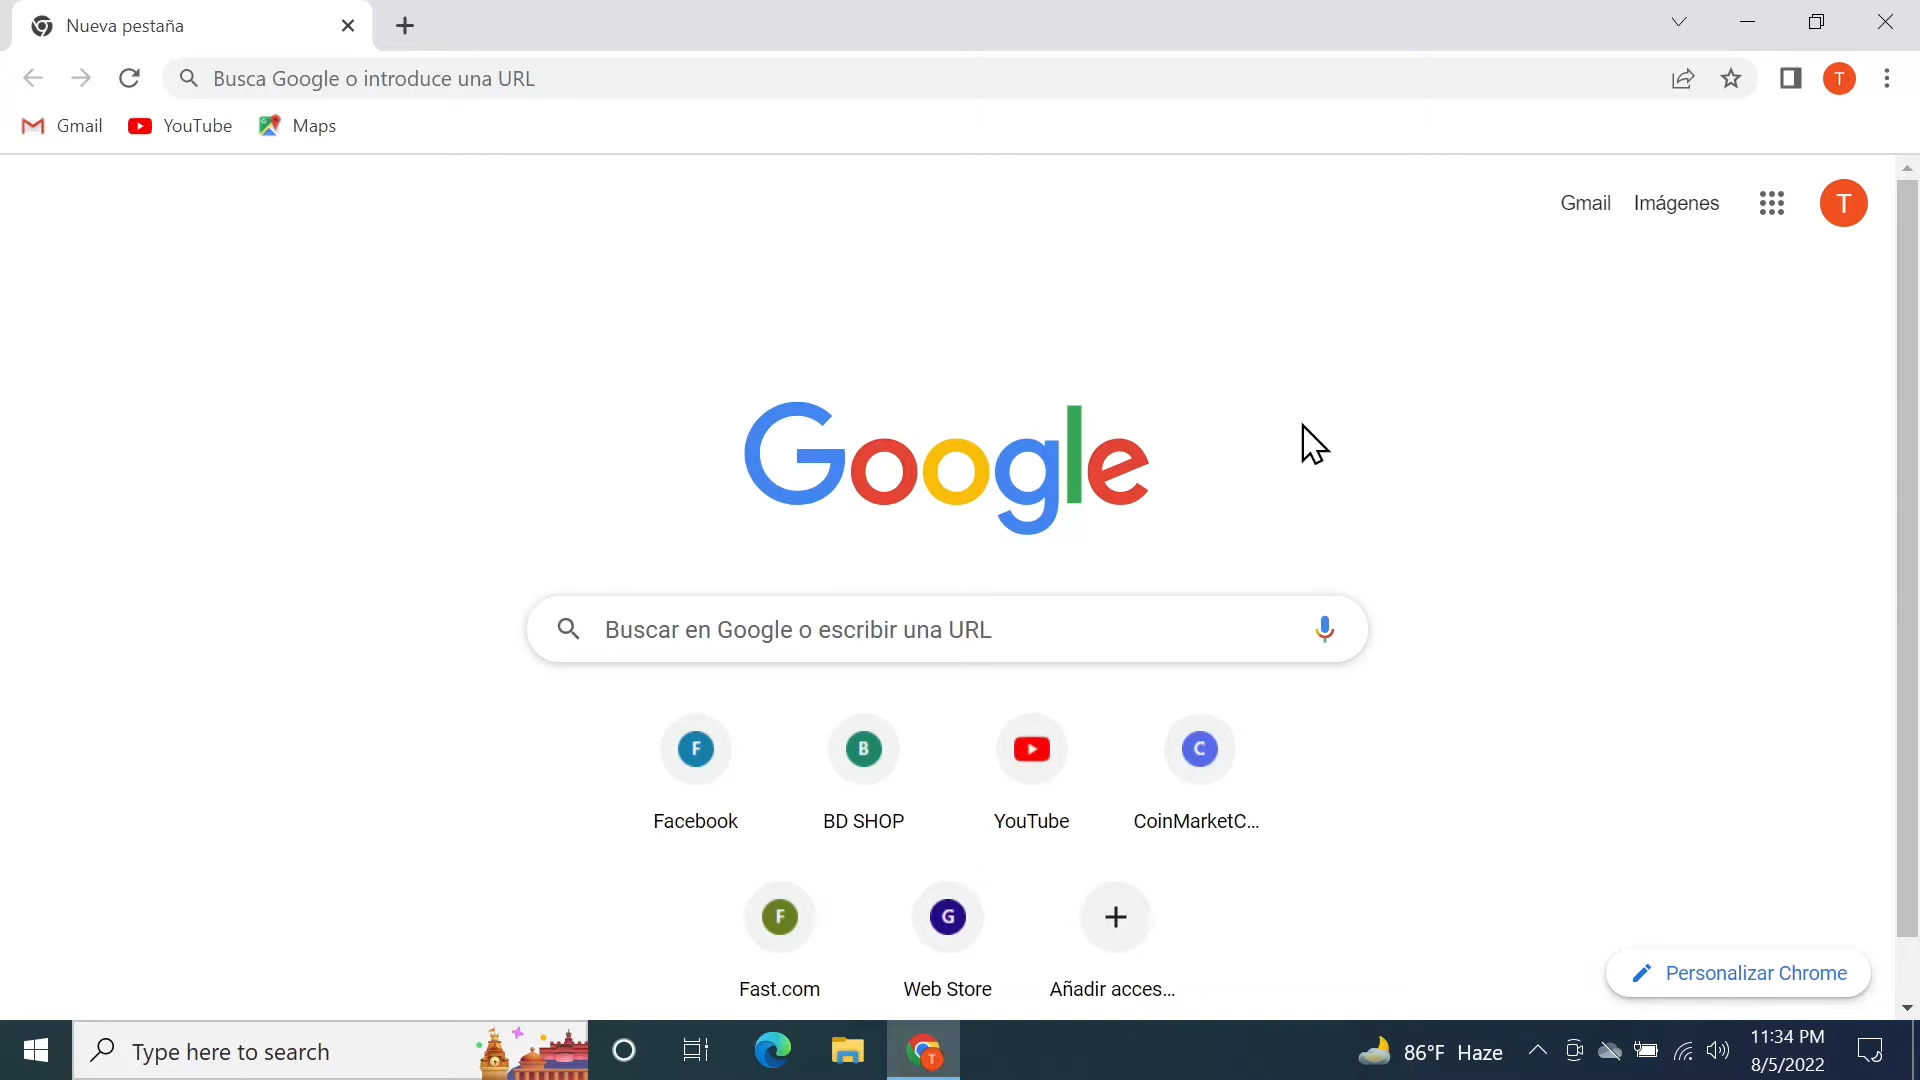 Nueva pestaña
Busca Google o introduce una URL
T
Gmail YouTube Maps
Gmail Imágenes T
Google
Buscar en Google o escribir una URL
F B C
Facebook BD SHOP YouTube CoinMarketC...
F G
Fast.com Web Store Añadir acces...
Personalizar Chrome
Type here to search T 86°F Haze 11:34 PM
8/5/2022